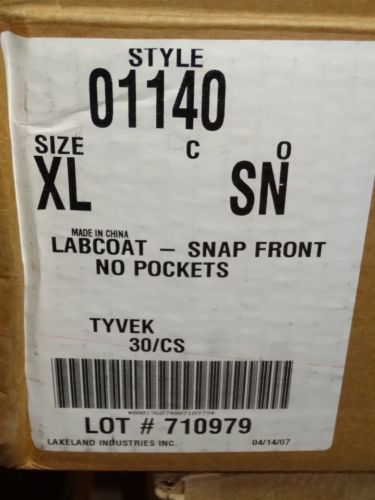 STYLE
01140
SIZE C O
XL SN
MADE IN CHINA
LABCOAT – SNAP FRONT
NO POCKETS
TYVEK
30/CS
LOT # 710979
LAKELAND INDUSTRIES INC. 04/14/07